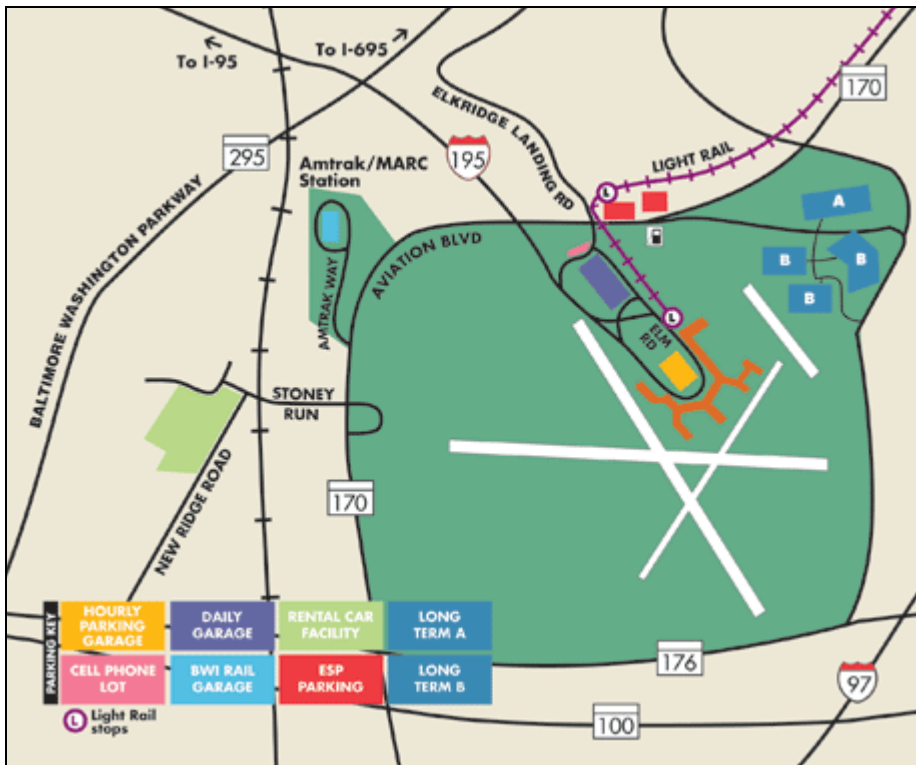 To I-95
To I-695
170
ELKRIDGE LANDING RD
295
195
LIGHT RAIL
Amtrak/MARC
Station
L
A
BALTIMORE WASHINGTON PARKWAY
AVIATION BLVD
B
B
AMTRAK WAY
B
L
ELM
RD
STONEY
RUN
NEW RIDGE ROAD
170
PARKING KEY
HOURLY
PARKING
GARAGE
DAILY
GARAGE
RENTAL CAR
FACILITY
LONG
TERM A
CELL PHONE
LOT
BWI RAIL
GARAGE
ESP
PARKING
LONG
TERM B
L Light Rail
stops
176
97
100